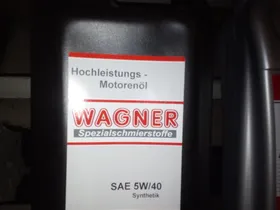 Hochleistungs -
Motorenöl
WAGNER
Spezialschmierstoffe
SAE 5W/40
Synthetik